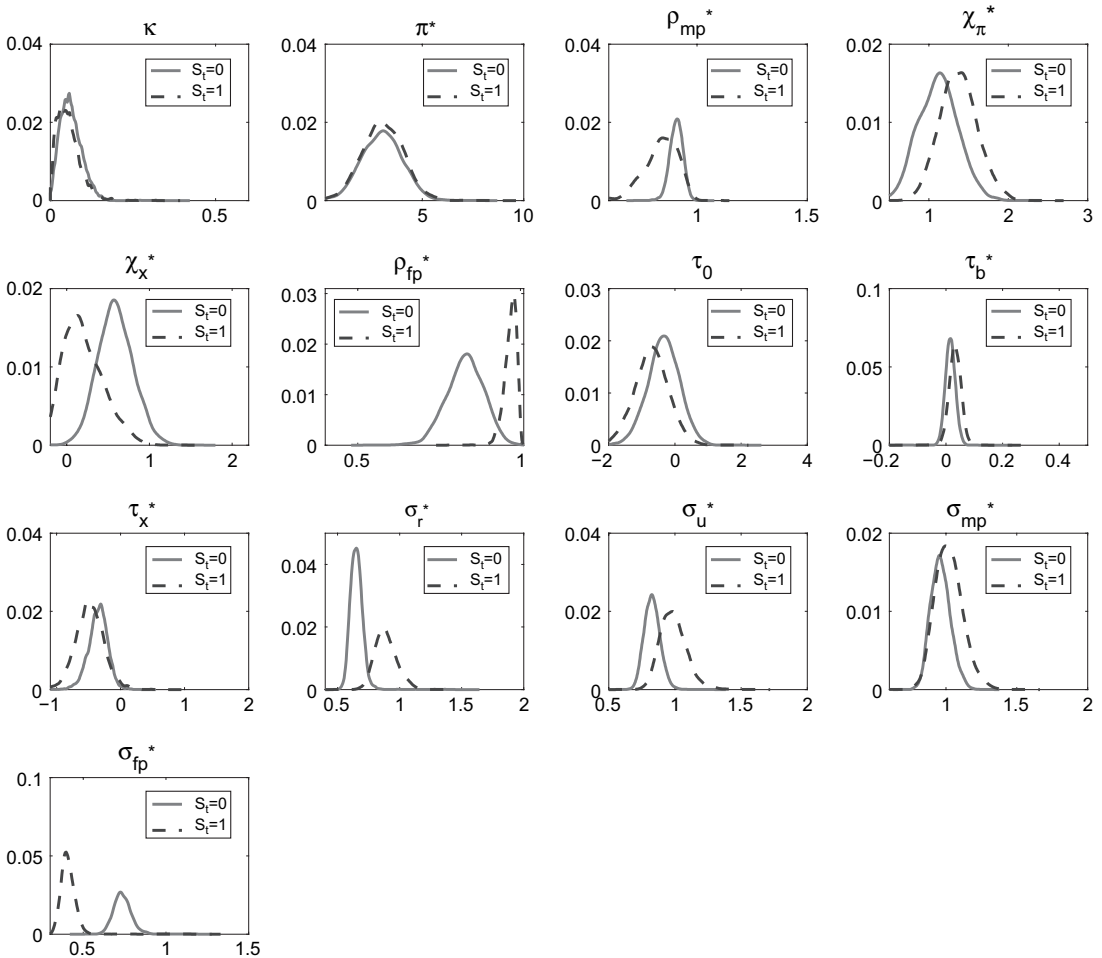 κ
0.04
0.02
0
0 0.5
S_t=0
S_t=1
π*
0.04
0.02
0
5 10
S_t=0
S_t=1
ρ_mp*
0.04
0.02
0
1 1.5
S_t=0
S_t=1
χ_π*
0.02
0.01
0
1 2 3
S_t=0
S_t=1
χ_x*
0.02
0.01
0
0 1 2
S_t=0
S_t=1
ρ_fp*
0.03
0.02
0.01
0
0.5 1
S_t=0
S_t=1
τ_0
0.03
0.02
0.01
0
−2 0 2 4
S_t=0
S_t=1
τ_b*
0.1
0.05
0
−0.2 0 0.2 0.4
S_t=0
S_t=1
τ_x*
0.04
0.02
0
−1 0 1
S_t=0
S_t=1
σ_r*
0.04
0.02
0
0.5 1 1.5 2
S_t=0
S_t=1
σ_u*
0.04
0.02
0
0.5 1 1.5 2
S_t=0
S_t=1
σ_mp*
0.02
0.01
0
1 1.5 2
S_t=0
S_t=1
σ_fp*
0.1
0.05
0
0.5 1 1.5
S_t=0
S_t=1